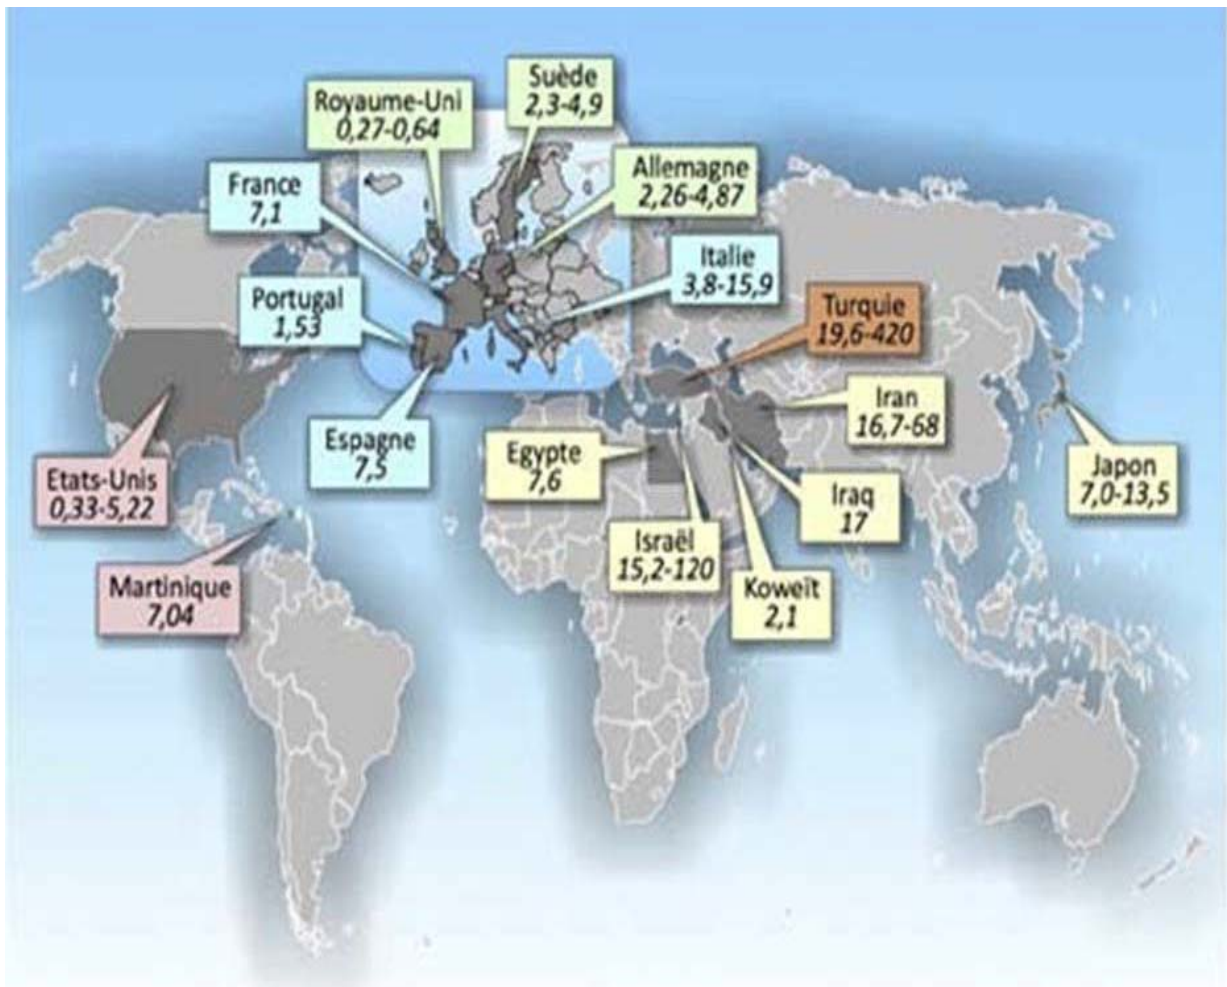 Suède
2,3-4,9
Royaume-Uni
0,27-0,64
Allemagne
2,26-4,87
France
7,1
Italie
3,8-15,9
Portugal
1,53
Turquie
19,6-420
Iran
16,7-68
Espagne
7,5
Egypte
7,6
Japon
7,0-13,5
Etats-Unis
0,33-5,22
Iraq
17
Israël
15,2-120
Martinique
7,04
Koweït
2,1